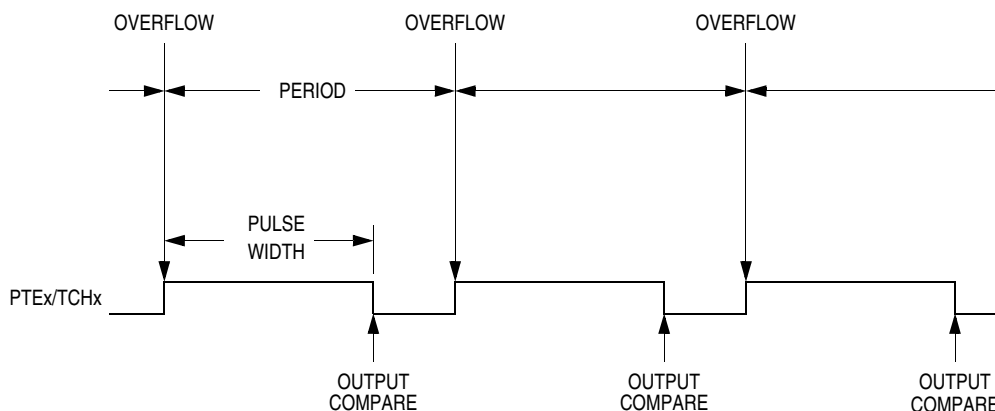 OVERFLOW
OVERFLOW
OVERFLOW
PERIOD
PULSE
WIDTH
PTEx/TCHx
OUTPUT
COMPARE
OUTPUT
COMPARE
OUTPUT
COMPARE